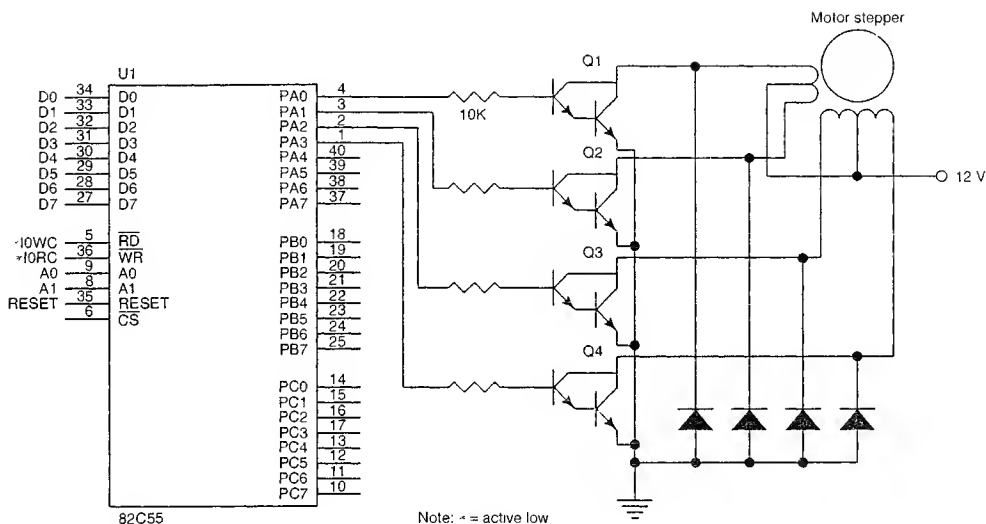 Motor stepper
U1
Q1
D0 34 D0 PA0 4
10K
D1 33 D1 PA1 3
D2 32 D2 PA2 2
D3 31 D3 PA3 1
D4 30 D4 PA4 40
Q2
D5 29 D5 PA5 39
D6 28 D6 PA6 38
D7 27 D7 PA7 37
12 V
*IOWC 5 RD PB0 18
*IORC 36 WR PB1 19
Q3
A0 9 A0 PB2 20
A1 8 A1 PB3 21
RESET 35 RESET PB4 22
6 CS PB5 23
PB6 24
PB7 25
Q4
PC0 14
PC1 15
PC2 16
PC3 17
PC4 13
PC5 12
PC6 11
PC7 10
82C55
Note: * = active low